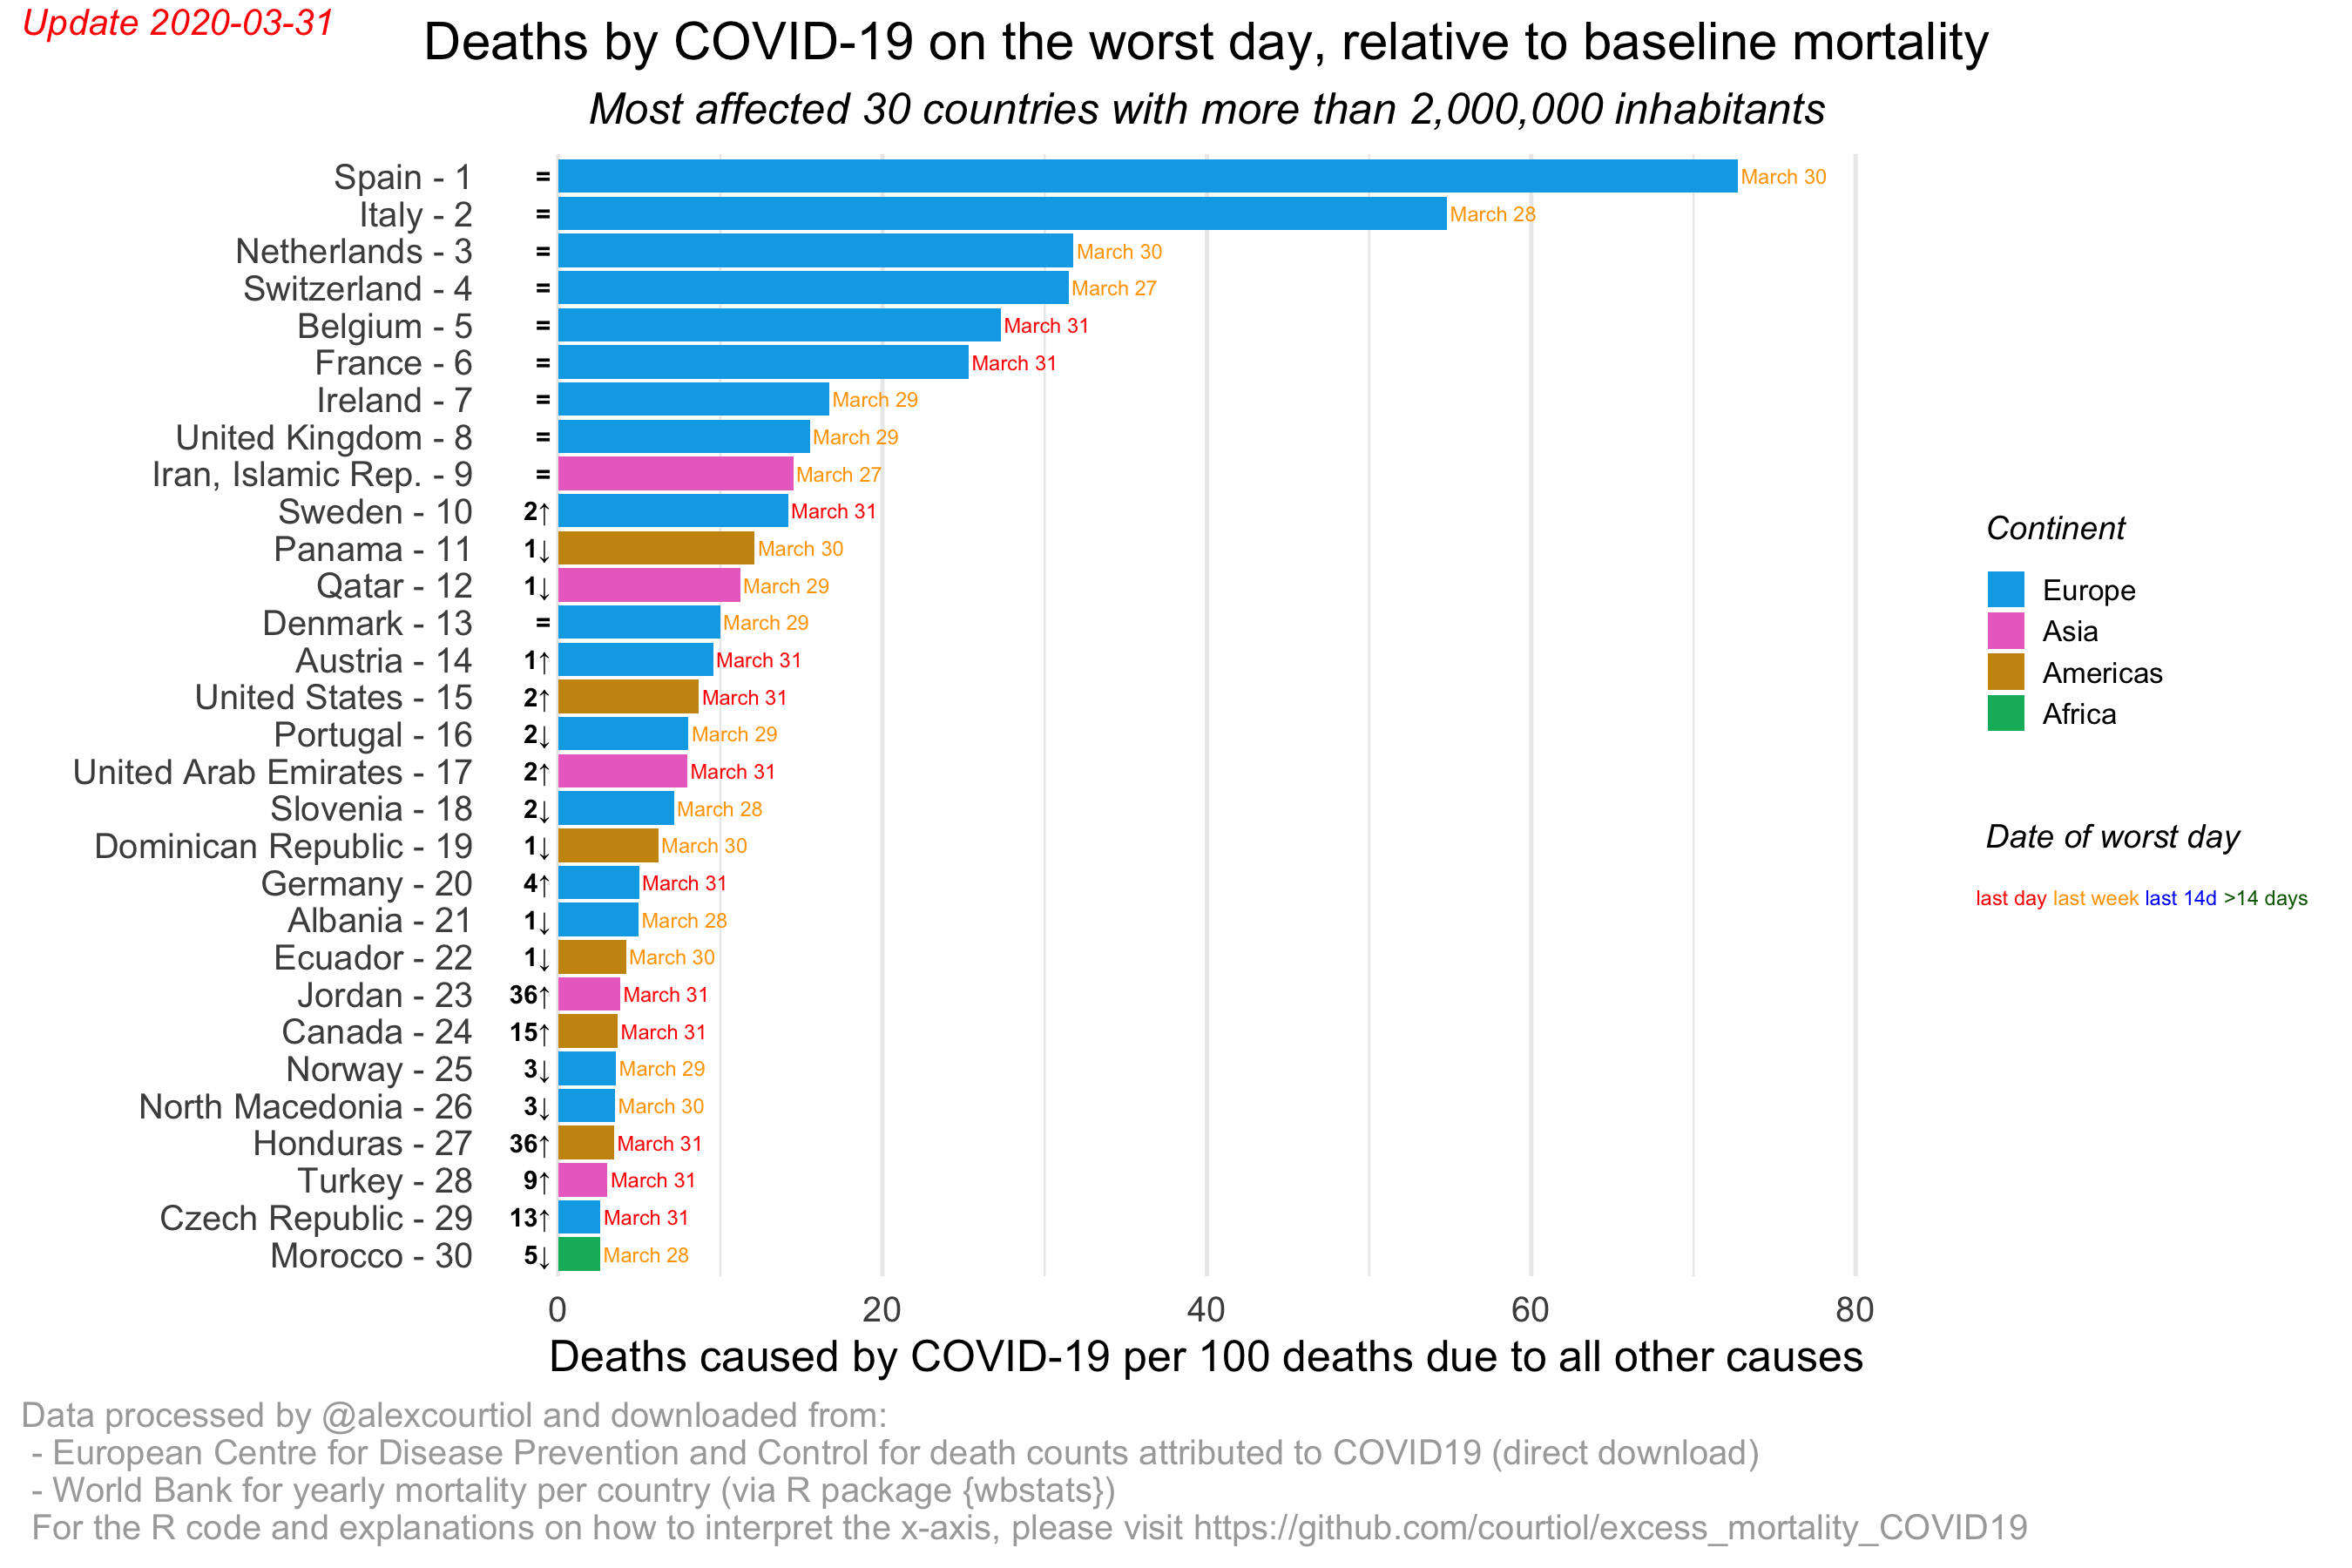 Update 2020-03-31
Deaths by COVID-19 on the worst day, relative to baseline mortality
Most affected 30 countries with more than 2,000,000 inhabitants
Spain - 1 = March 30
Italy - 2 = March 28
Netherlands - 3 = March 30
Switzerland - 4 = March 27
Belgium - 5 = March 31
France - 6 = March 31
Ireland - 7 = March 29
United Kingdom - 8 = March 29
Iran, Islamic Rep. - 9 = March 27
Sweden - 10 2↑ March 31
Panama - 11 1↓ March 30
Qatar - 12 1↓ March 29
Denmark - 13 = March 29
Austria - 14 1↑ March 31
United States - 15 2↑ March 31
Portugal - 16 2↓ March 29
United Arab Emirates - 17 2↑ March 31
Slovenia - 18 2↓ March 28
Dominican Republic - 19 1↓ March 30
Germany - 20 4↑ March 31
Albania - 21 1↓ March 28
Ecuador - 22 1↓ March 30
Jordan - 23 36↑ March 31
Canada - 24 15↑ March 31
Norway - 25 3↓ March 29
North Macedonia - 26 3↓ March 30
Honduras - 27 36↑ March 31
Turkey - 28 9↑ March 31
Czech Republic - 29 13↑ March 31
Morocco - 30 5↓ March 28
0 20 40 60 80
Deaths caused by COVID-19 per 100 deaths due to all other causes
Continent
Europe
Asia
Americas
Africa
Date of worst day
last day last week last 14d >14 days
Data processed by @alexcourtiol and downloaded from:
- European Centre for Disease Prevention and Control for death counts attributed to COVID19 (direct download)
- World Bank for yearly mortality per country (via R package {wbstats})
For the R code and explanations on how to interpret the x-axis, please visit https://github.com/courtiol/excess_mortality_COVID19